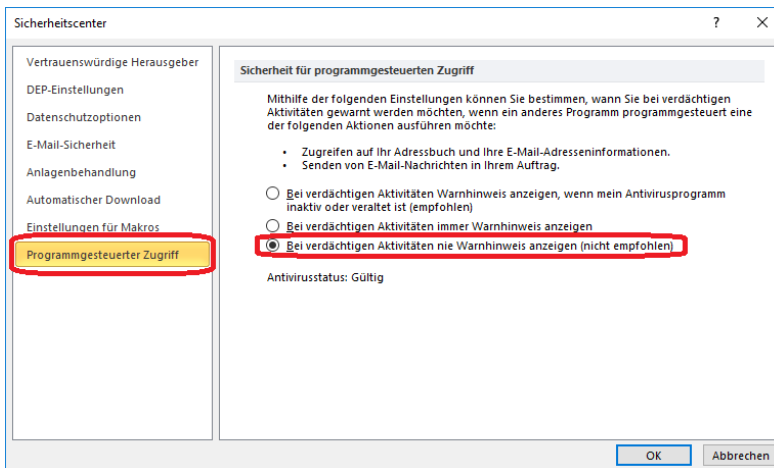 Sicherheitscenter
?
X
Vertrauenswürdige Herausgeber
DEP-Einstellungen
Datenschutzoptionen
E-Mail-Sicherheit
Anlagenbehandlung
Automatischer Download
Einstellungen für Makros
Programmgesteuerter Zugriff
Sicherheit für programmgesteuerten Zugriff
Mithilfe der folgenden Einstellungen können Sie bestimmen, wann Sie bei verdächtigen
Aktivitäten gewarnt werden möchten, wenn ein anderes Programm programmgesteuert eine
der folgenden Aktionen ausführen möchte:
• Zugreifen auf Ihr Adressbuch und Ihre E-Mail-Adresseninformationen.
• Senden von E-Mail-Nachrichten in Ihrem Auftrag.
Bei verdächtigen Aktivitäten Warnhinweis anzeigen, wenn mein Antivirusprogramm
inaktiv oder veraltet ist (empfohlen)
Bei verdächtigen Aktivitäten immer Warnhinweis anzeigen
Bei verdächtigen Aktivitäten nie Warnhinweis anzeigen (nicht empfohlen)
Antivirusstatus: Gültig
OK
Abbrechen